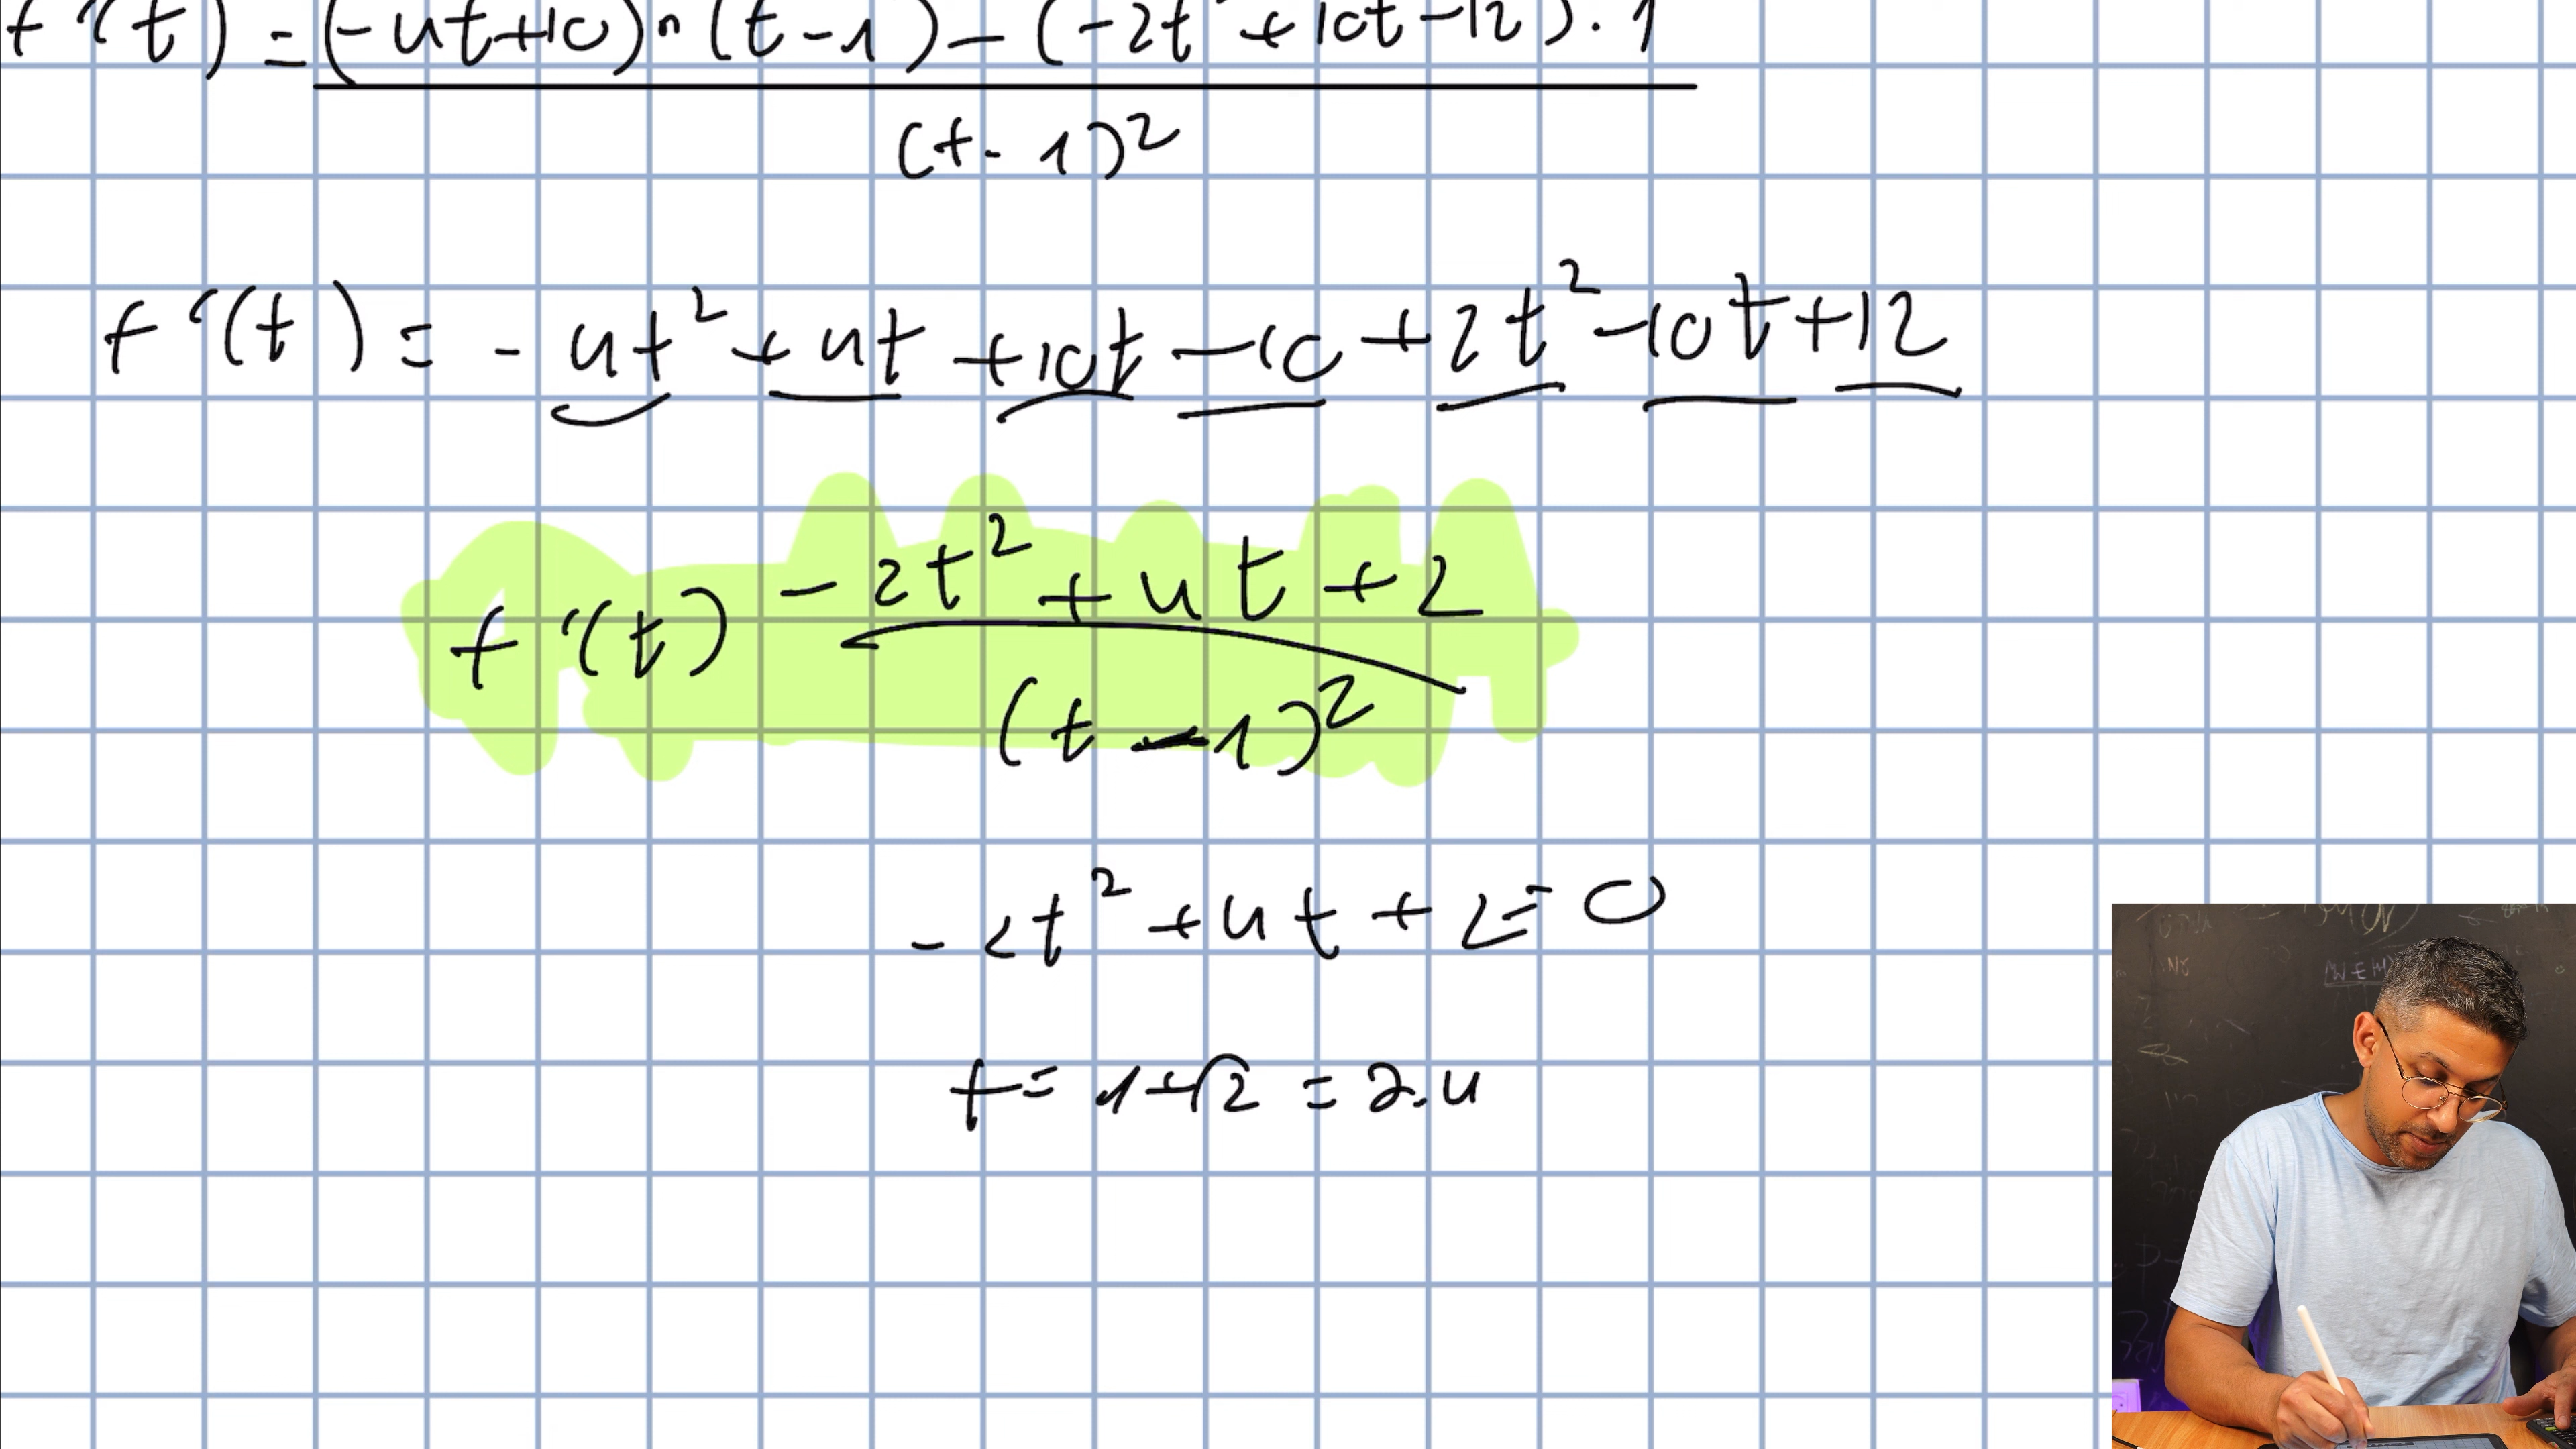 f'(t) = (-4t+10)·(t-1) - (-2t²+10t-12)·1
(t-1)²
f'(t) = -4t² + 4t + 10t - 10 + 2t² - 10t + 12
f'(t) -2t² + 4t + 2
(t-1)²
-2t² + 4t + 2 = 0
t = 1+√2 = 2.4